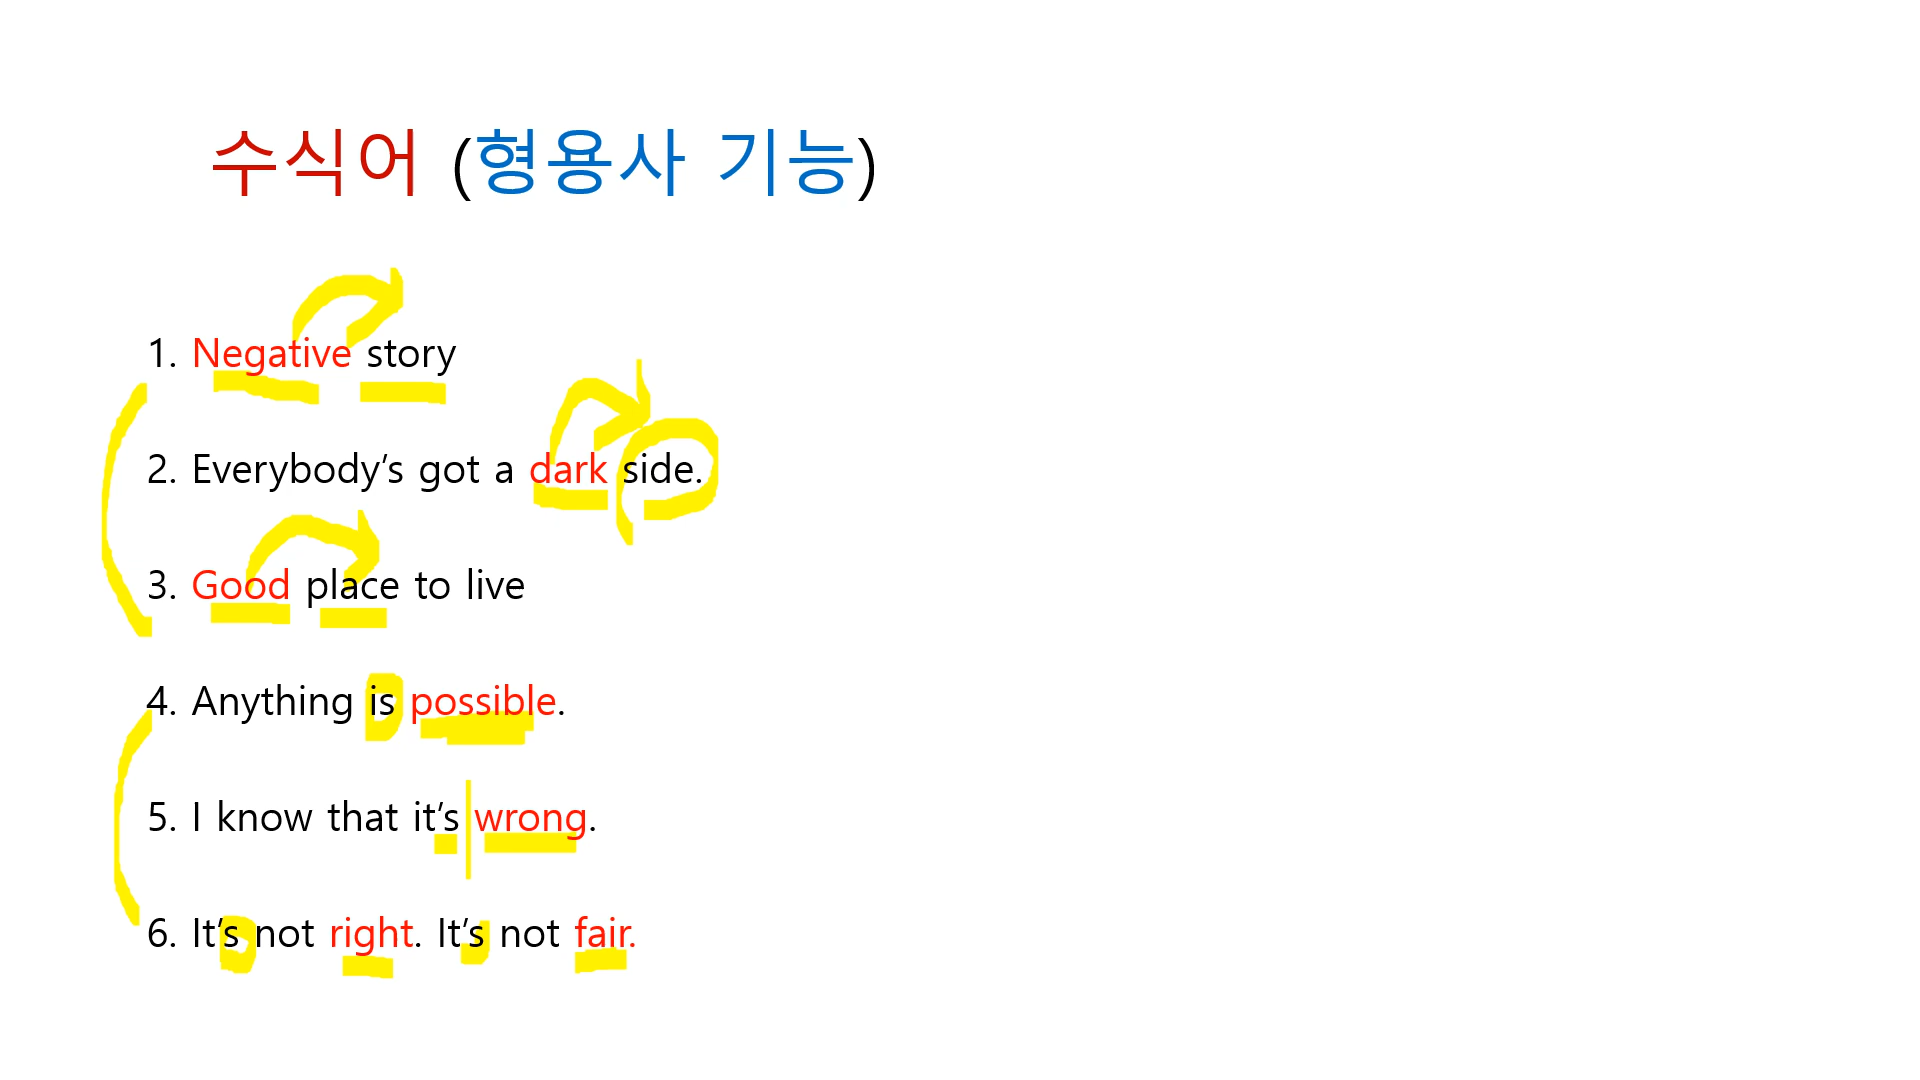 수식어 (형용사 기능)
1. Negative story
2. Everybody’s got a dark side.
3. Good place to live
4. Anything is possible.
5. I know that it’s wrong.
6. It’s not right. It’s not fair.